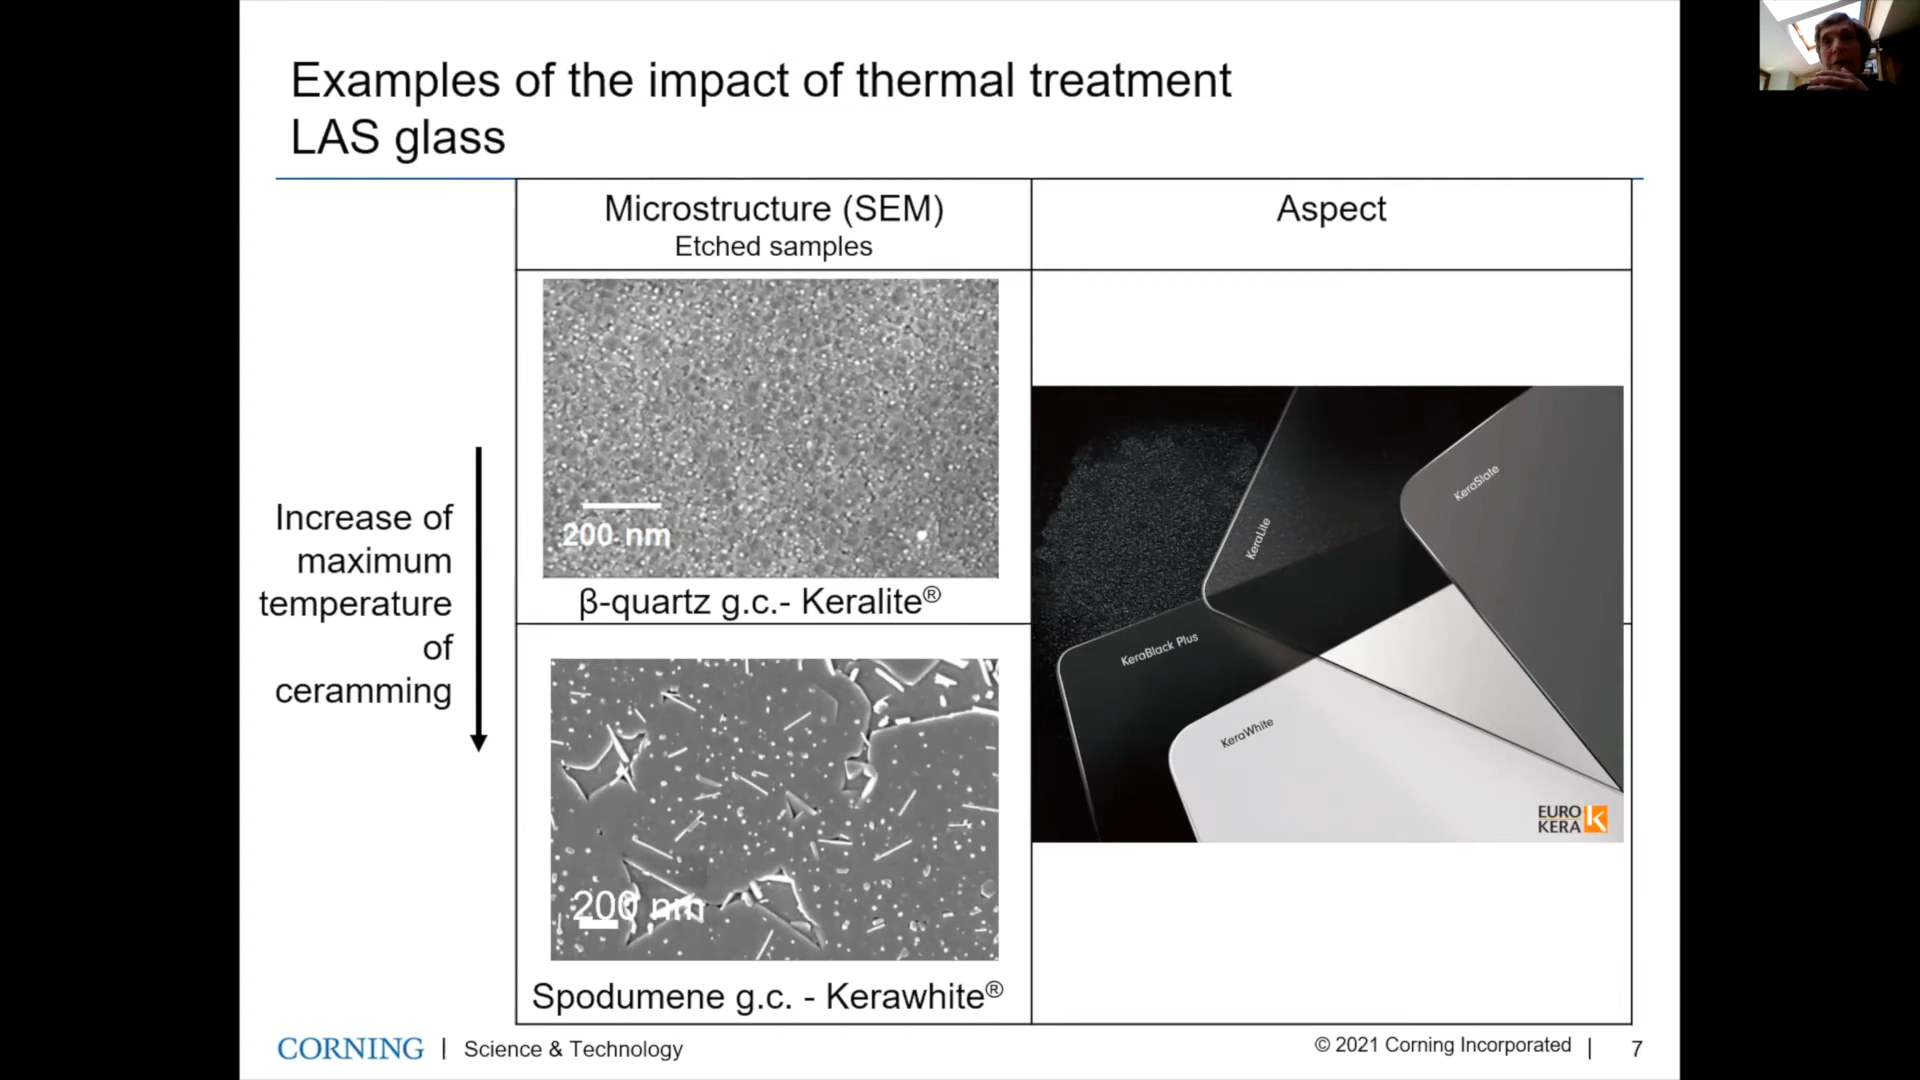 Examples of the impact of thermal treatment
LAS glass
Microstructure (SEM)
Etched samples
Aspect
Increase of
maximum
temperature
of
ceramming
200 nm
β-quartz g.c.- Keralite®
200 nm
Spodumene g.c. - Kerawhite®
KeraLite
KeraSlate
KeraBlack Plus
KeraWhite
EURO
KERA
CORNING | Science & Technology
© 2021 Corning Incorporated | 7